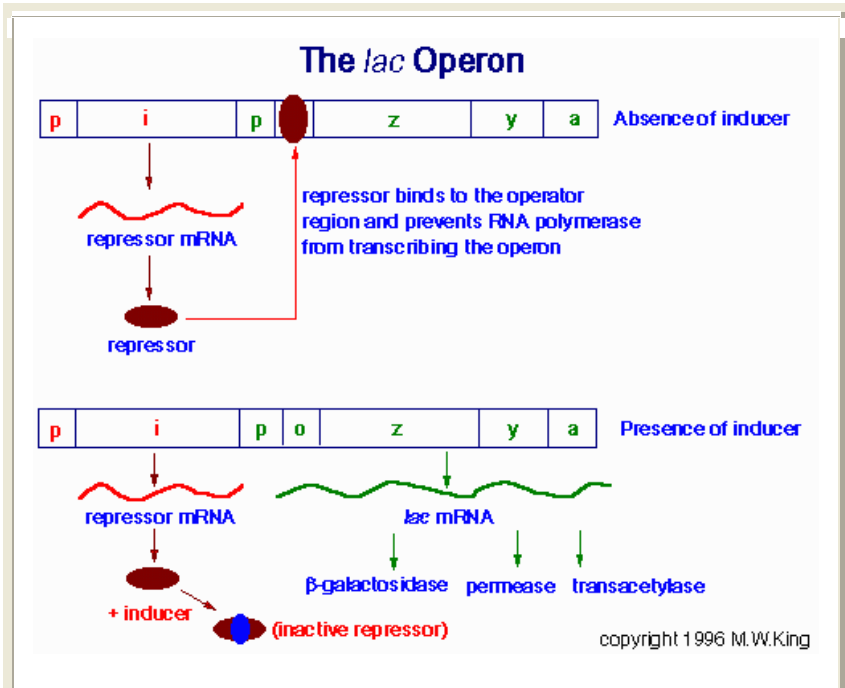 The lac Operon
p i p z y a Absence of inducer
repressor binds to the operator
region and prevents RNA polymerase
from transcribing the operon
repressor mRNA
repressor
p i p o z y a Presence of inducer
repressor mRNA
lac mRNA
β-galactosidase permease transacetylase
+ inducer
(inactive repressor)
copyright 1996 M.W.King